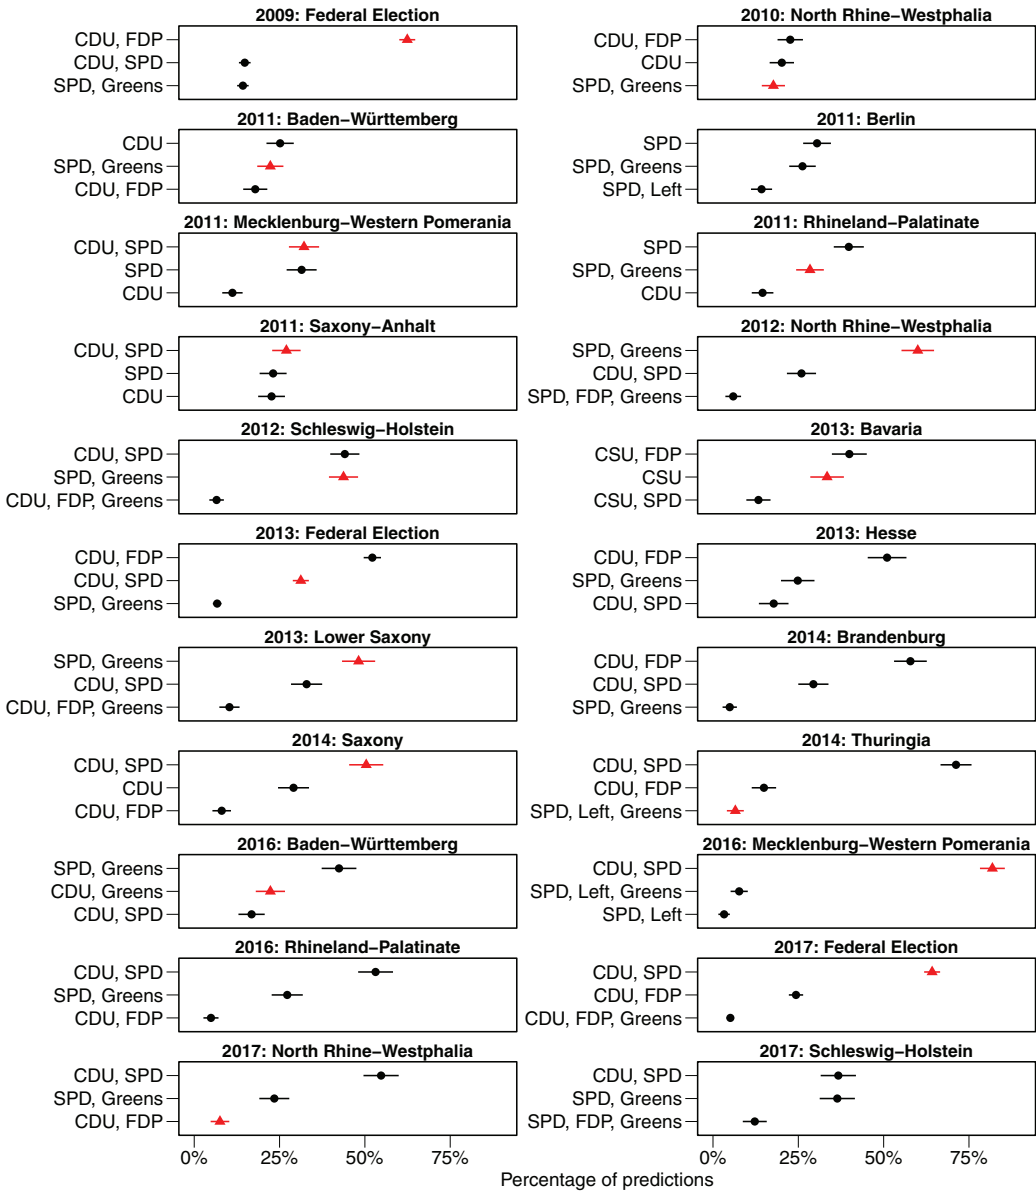 2009: Federal Election
CDU, FDP
CDU, SPD
SPD, Greens
2010: North Rhine−Westphalia
CDU, FDP
CDU
SPD, Greens
2011: Baden−Württemberg
CDU
SPD, Greens
CDU, FDP
2011: Berlin
SPD
SPD, Greens
SPD, Left
2011: Mecklenburg−Western Pomerania
CDU, SPD
SPD
CDU
2011: Rhineland−Palatinate
SPD
SPD, Greens
CDU
2011: Saxony−Anhalt
CDU, SPD
SPD
CDU
2012: North Rhine−Westphalia
SPD, Greens
CDU, SPD
SPD, FDP, Greens
2012: Schleswig−Holstein
CDU, SPD
SPD, Greens
CDU, FDP, Greens
2013: Bavaria
CSU, FDP
CSU
CSU, SPD
2013: Federal Election
CDU, FDP
CDU, SPD
SPD, Greens
2013: Hesse
CDU, FDP
SPD, Greens
CDU, SPD
2013: Lower Saxony
SPD, Greens
CDU, SPD
CDU, FDP, Greens
2014: Brandenburg
CDU, FDP
CDU, SPD
SPD, Greens
2014: Saxony
CDU, SPD
CDU
CDU, FDP
2014: Thuringia
CDU, SPD
CDU, FDP
SPD, Left, Greens
2016: Baden−Württemberg
SPD, Greens
CDU, Greens
CDU, SPD
2016: Mecklenburg−Western Pomerania
CDU, SPD
SPD, Left, Greens
SPD, Left
2016: Rhineland−Palatinate
CDU, SPD
SPD, Greens
CDU, FDP
2017: Federal Election
CDU, SPD
CDU, FDP
CDU, FDP, Greens
2017: North Rhine−Westphalia
CDU, SPD
SPD, Greens
CDU, FDP
2017: Schleswig−Holstein
CDU, SPD
SPD, Greens
SPD, FDP, Greens
0% 25% 50% 75%
0% 25% 50% 75%
Percentage of predictions